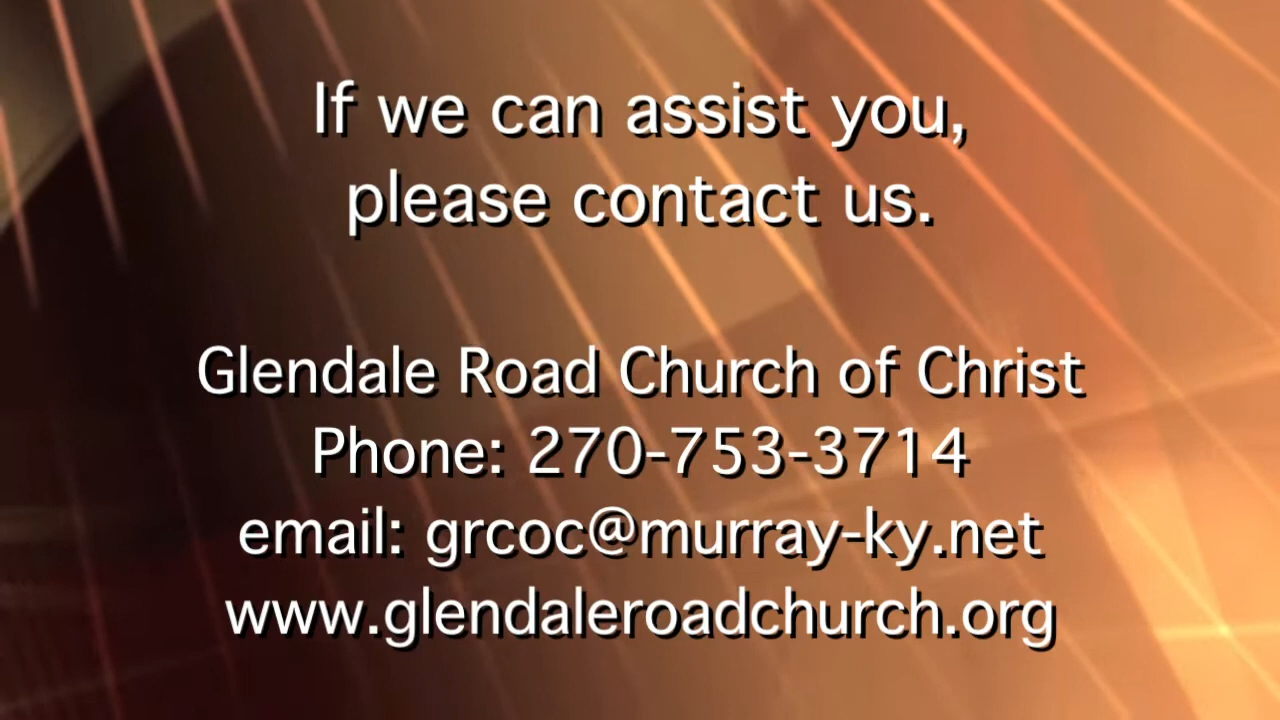 If we can assist you,
please contact us.
Glendale Road Church of Christ
Phone: 270-753-3714
email: grcoc@murray-ky.net
www.glendaleroadchurch.org